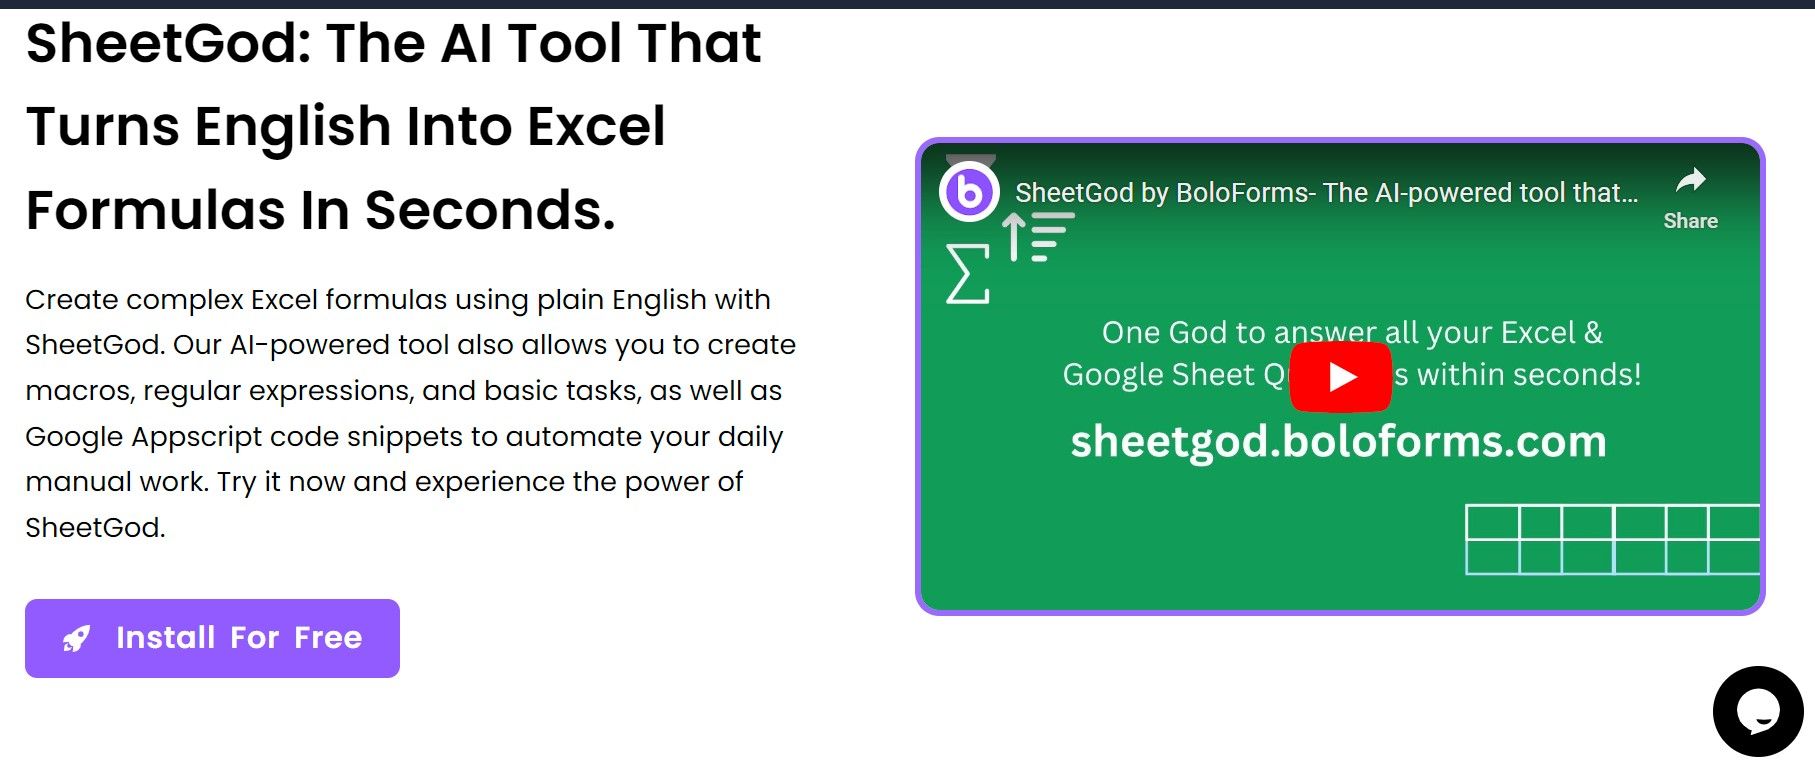 SheetGod: The AI Tool That
Turns English Into Excel
Formulas In Seconds.
Create complex Excel formulas using plain English with
SheetGod. Our AI-powered tool also allows you to create
macros, regular expressions, and basic tasks, as well as
Google Appscript code snippets to automate your daily
manual work. Try it now and experience the power of
SheetGod.
Install For Free
b
SheetGod by BoloForms- The AI-powered tool that...
Share
Σ
One God to answer all your Excel &
Google Sheet within seconds!
sheetgod.boloforms.com